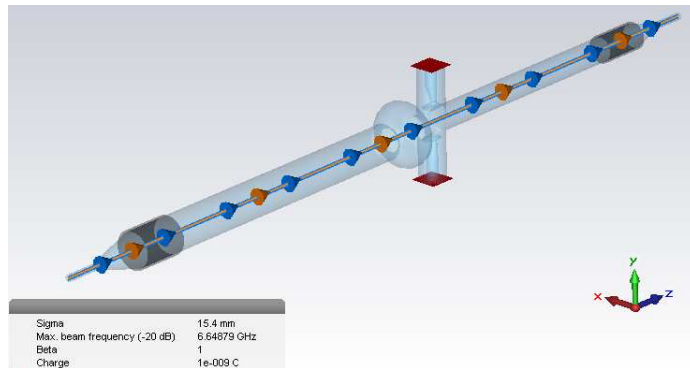 y
x
z
Sigma 15.4 mm
Max. beam frequency (-20 dB) 6.64879 GHz
Beta 1
Charge 1e-009 C